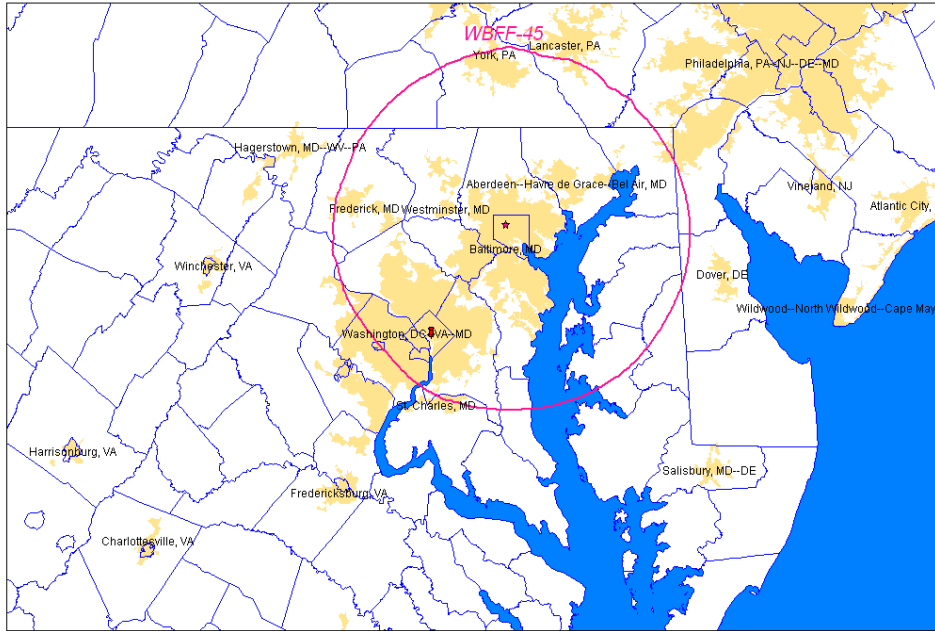 WBFF-45
Lancaster, PA
York, PA
Philadelphia, PA--NJ--DE--MD
Hagerstown, MD--WV--PA
Aberdeen--Havre de Grace--Bel Air, MD
Vineland, NJ
Frederick, MD
Westminster, MD
Atlantic City,
Baltimore, MD
Winchester, VA
Dover, DE
Wildwood--North Wildwood--Cape May
Washington, DC--VA--MD
St. Charles, MD
Harrisonburg, VA
Salisbury, MD--DE
Fredericksburg, VA
Charlottesville, VA